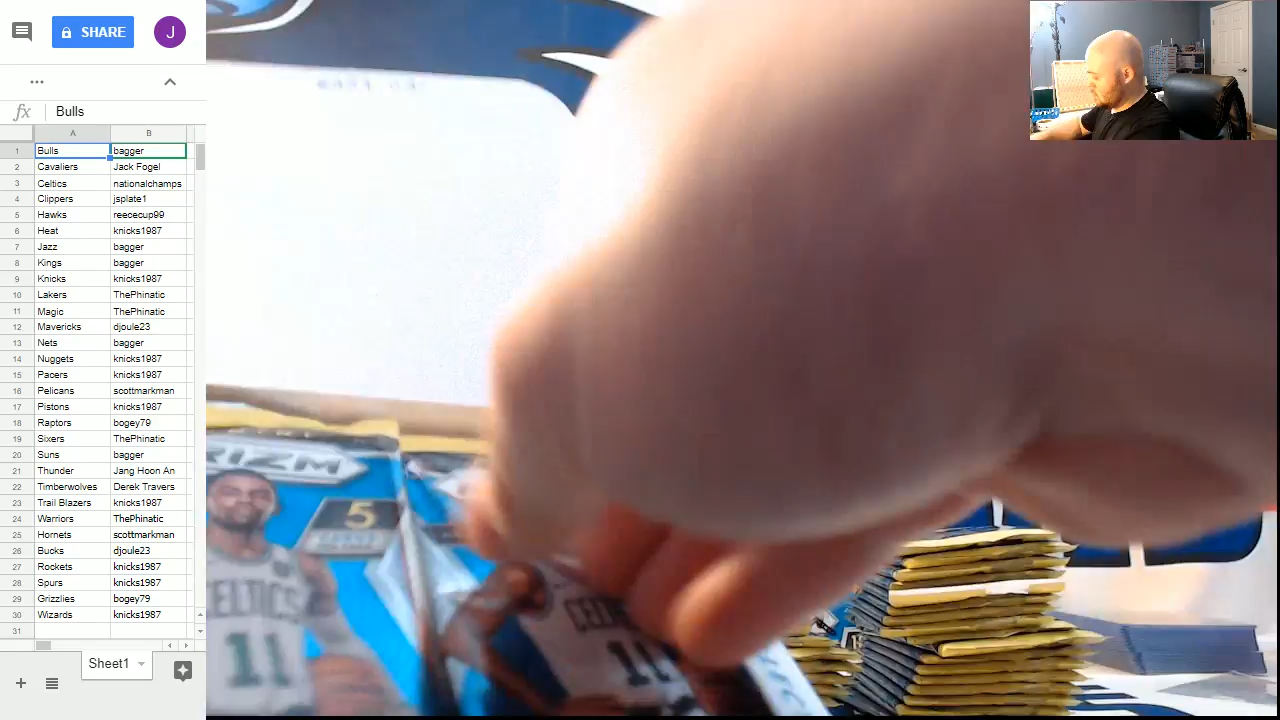 SHARE
J
...
fx Bulls
A B
1 Bulls bagger
2 Cavaliers Jack Fogel
3 Celtics nationalchamps
4 Clippers jsplate1
5 Hawks reececup99
6 Heat knicks1987
7 Jazz bagger
8 Kings bagger
9 Knicks knicks1987
10 Lakers ThePhinatic
11 Magic ThePhinatic
12 Mavericks djoule23
13 Nets bagger
14 Nuggets knicks1987
15 Pacers knicks1987
16 Pelicans scottmarkman
17 Pistons knicks1987
18 Raptors bogey79
19 Sixers ThePhinatic
20 Suns bagger
21 Thunder Jang Hoon An
22 Timberwolves Derek Travers
23 Trail Blazers knicks1987
24 Warriors ThePhinatic
25 Hornets scottmarkman
26 Bucks djoule23
27 Rockets knicks1987
28 Spurs knicks1987
29 Grizzlies bogey79
30 Wizards knicks1987
31
Sheet1
RIZM
5
ELTICS
11
11